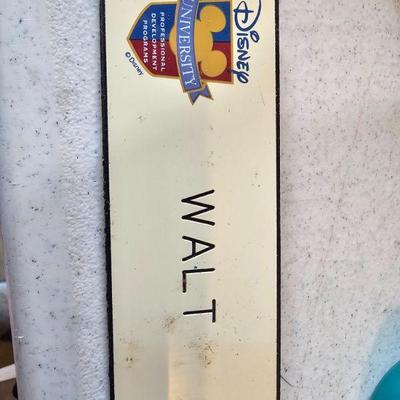 Disney
UNIVERSITY
PROFESSIONAL
DEVELOPMENT
PROGRAMS
© Disney
WALT